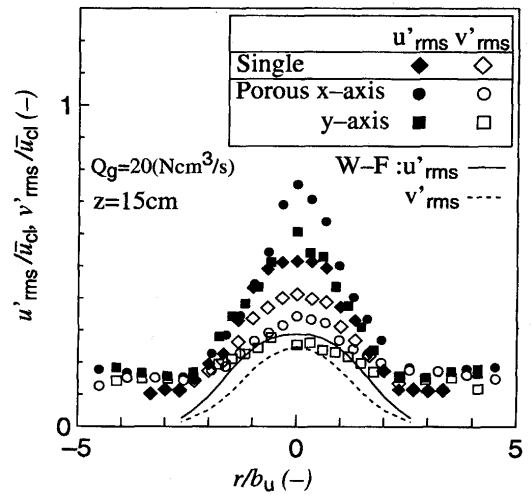 u'rms v'rms
Single ◆ ◇
Porous x–axis ● ○
y–axis ■ □
Qg=20(Ncm³/s)
z=15cm
W–F :u'rms
v'rms
1
0
−5 0 5
u'rms/ūcl, v'rms/ūcl (–)
r/bu (–)